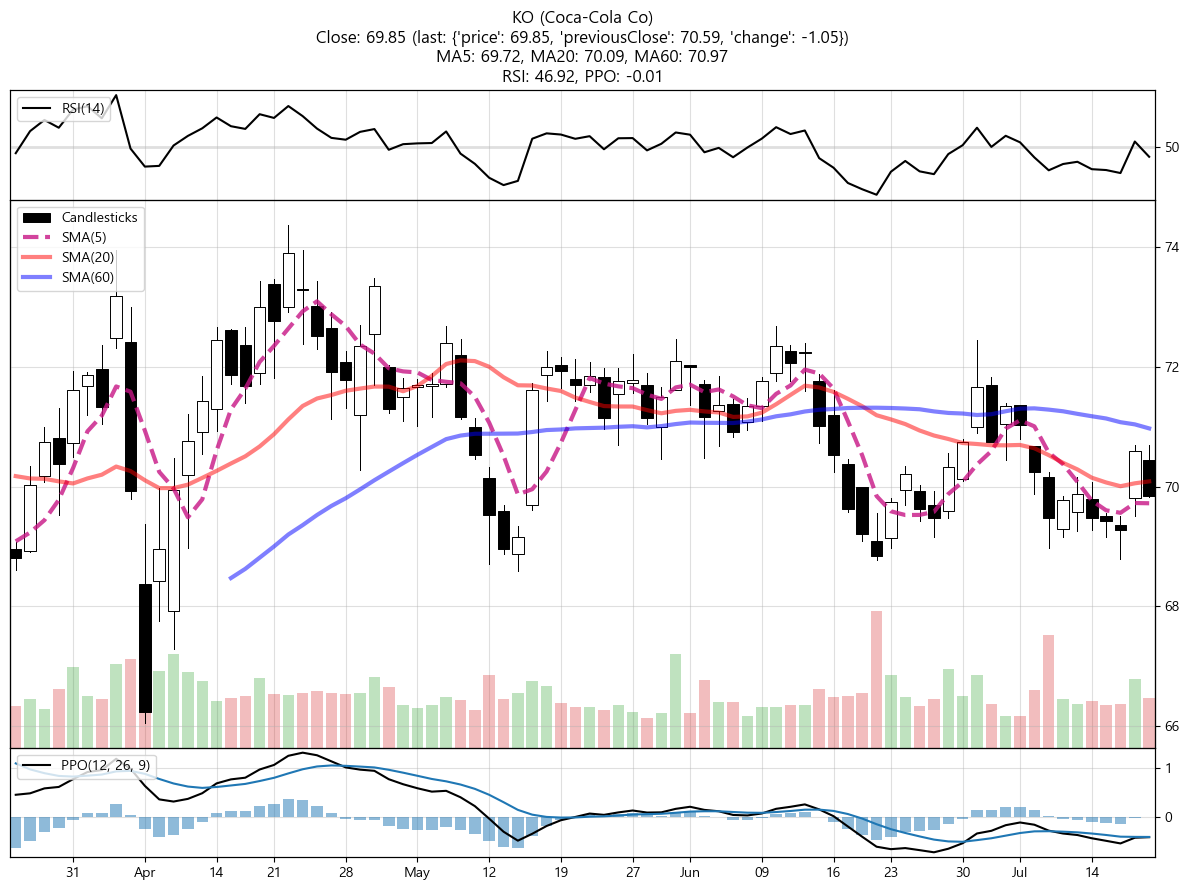 KO (Coca-Cola Co)
Close: 69.85 (last: {'price': 69.85, 'previousClose': 70.59, 'change': -1.05})
MA5: 69.72, MA20: 70.09, MA60: 70.97
RSI: 46.92, PPO: -0.01
RSI(14)
50
Candlesticks
SMA(5)
SMA(20)
SMA(60)
74
72
70
68
66
PPO(12, 26, 9)
1
0
31 Apr 14 21 28 May 12 19 27 Jun 09 16 23 30 Jul 14